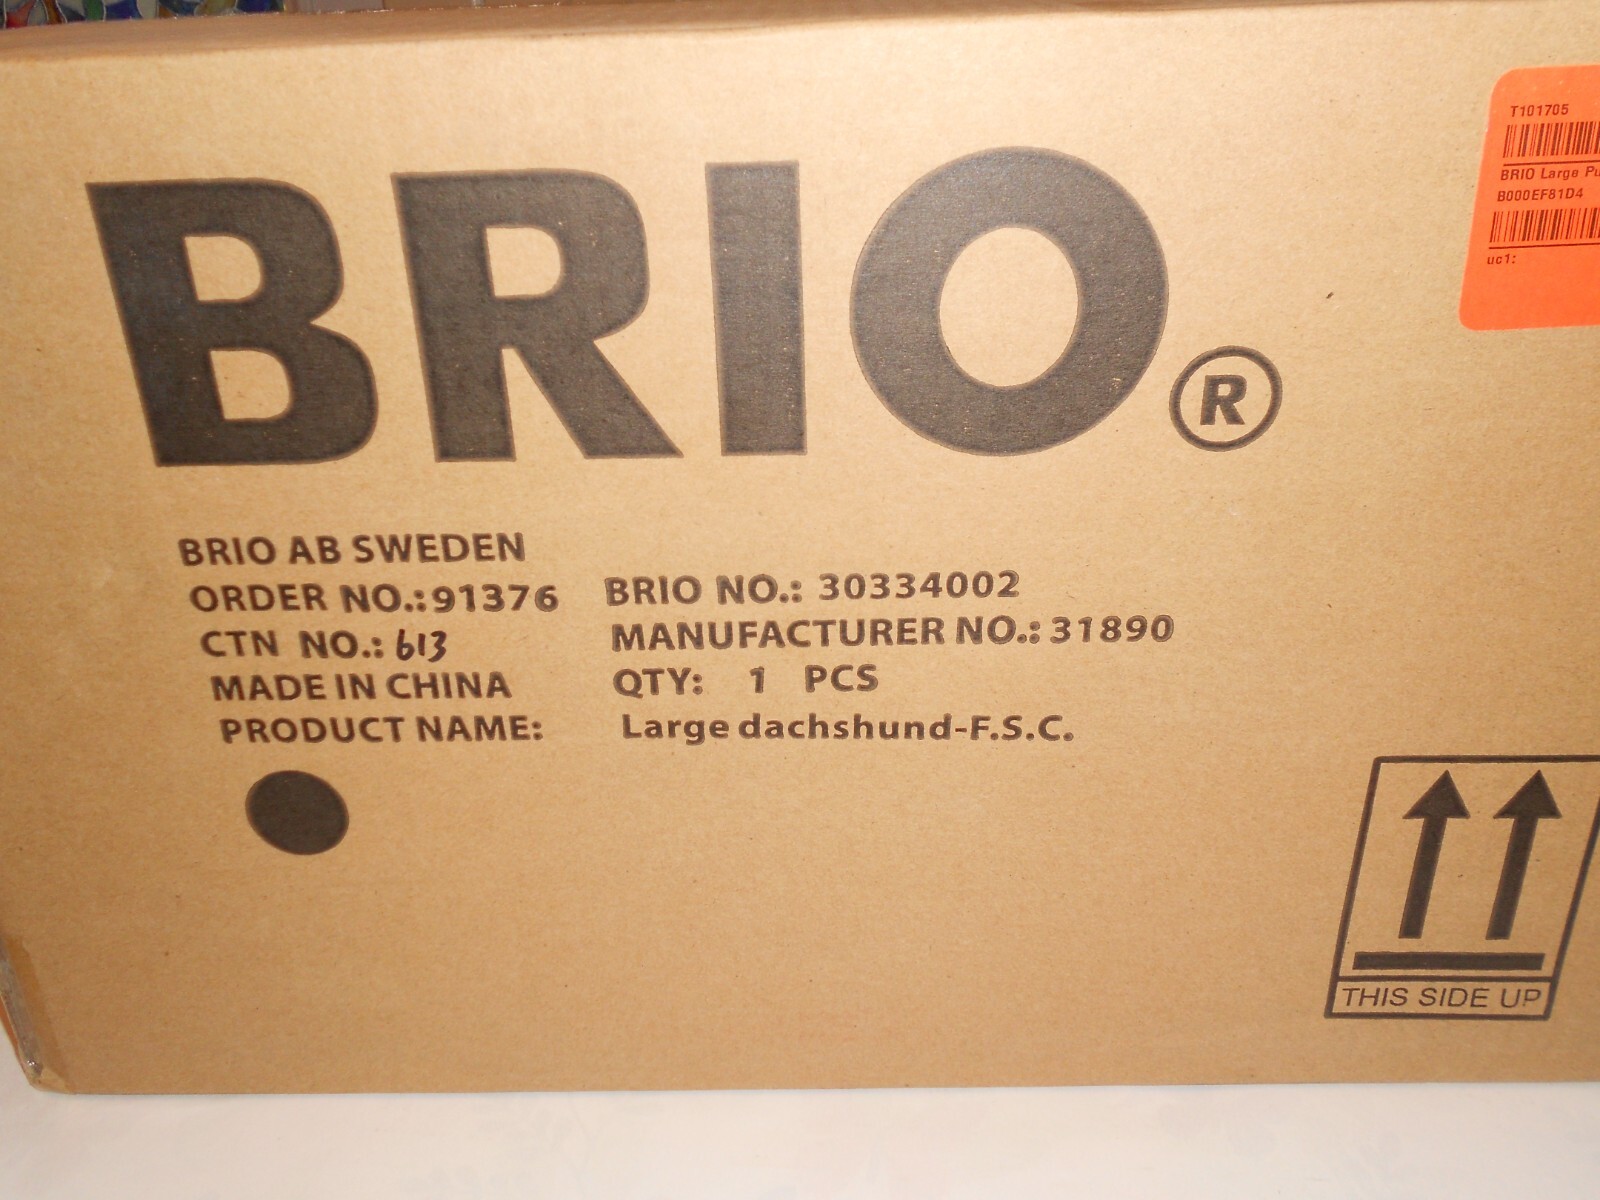 BRIO®
BRIO AB SWEDEN
ORDER NO.:91376 BRIO NO.: 30334002
CTN NO.: 613 MANUFACTURER NO.: 31890
MADE IN CHINA QTY: 1 PCS
PRODUCT NAME: Large dachshund-F.S.C.
T101705
BRIO Large Pu
B000EF81D4
uc1:
THIS SIDE UP